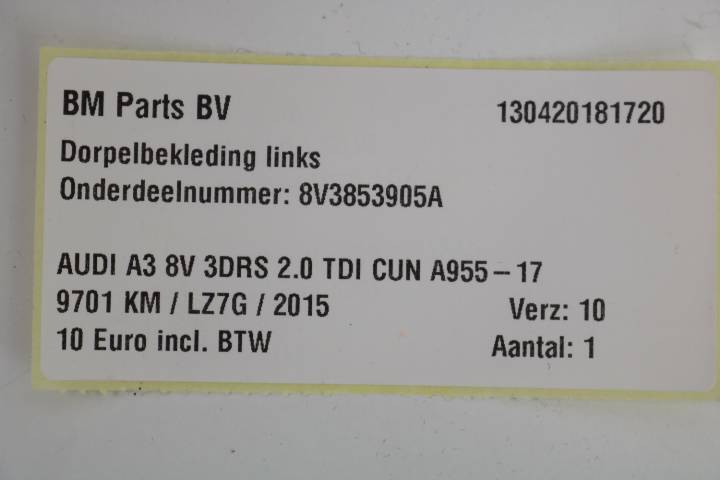 BM Parts BV 130420181720
Dorpelbekleding links
Onderdeelnummer: 8V3853905A
AUDI A3 8V 3DRS 2.0 TDI CUN A955-17
9701 KM / LZ7G / 2015 Verz: 10
10 Euro incl. BTW Aantal: 1